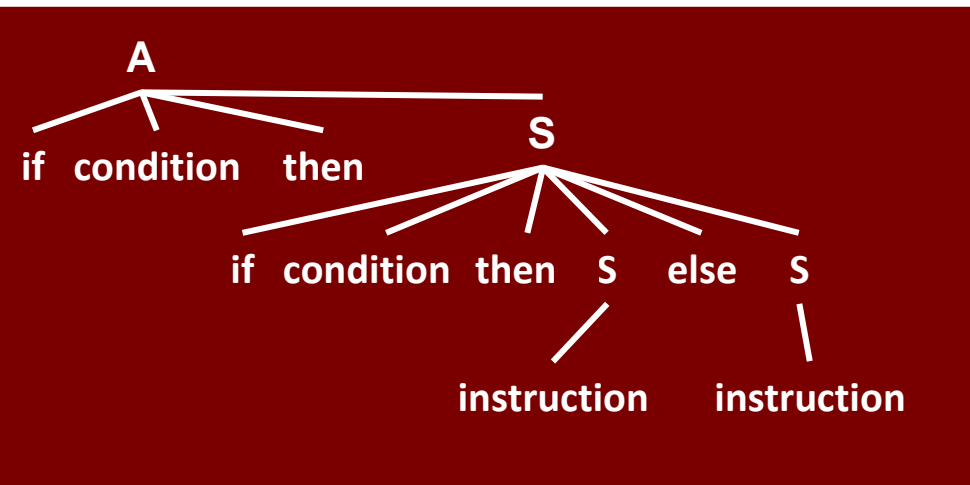 A
S
if condition then
if condition then S else S
instruction instruction